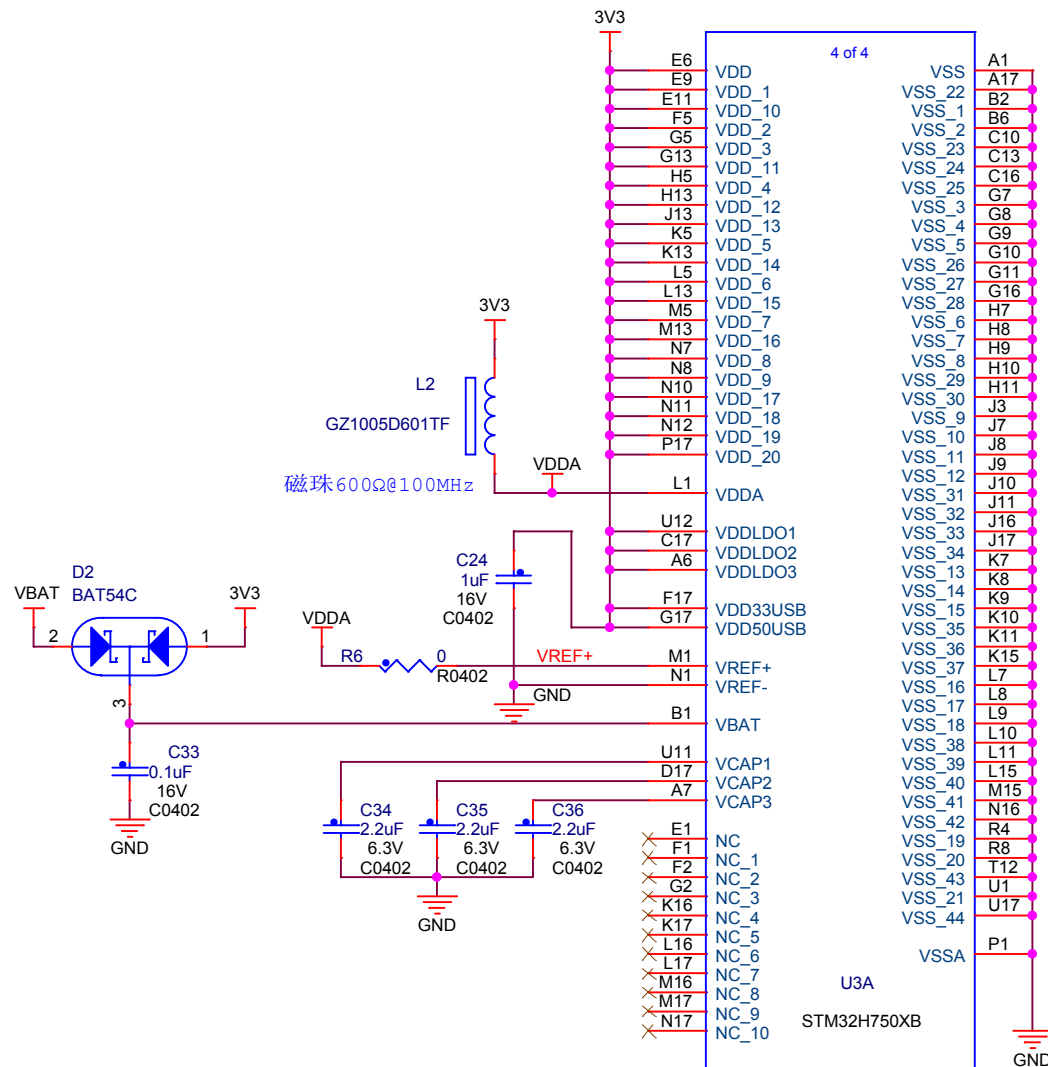 3V3
4 of 4
E6 VDD
E9 VDD_1
E11 VDD_10
F5 VDD_2
G5 VDD_3
G13 VDD_11
H5 VDD_4
H13 VDD_12
J13 VDD_13
K5 VDD_5
K13 VDD_14
L5 VDD_6
L13 VDD_15
M5 VDD_7
M13 VDD_16
N7 VDD_8
N8 VDD_9
N10 VDD_17
N11 VDD_18
N12 VDD_19
P17 VDD_20
L1 VDDA
U12 VDDLDO1
C17 VDDLDO2
A6 VDDLDO3
F17 VDD33USB
G17 VDD50USB
M1 VREF+
N1 VREF-
B1 VBAT
U11 VCAP1
D17 VCAP2
A7 VCAP3
E1 NC
F1 NC_1
F2 NC_2
G2 NC_3
K16 NC_4
K17 NC_5
L16 NC_6
L17 NC_7
M16 NC_8
M17 NC_9
N17 NC_10
VSS A1
VSS_22 A17
VSS_1 B2
VSS_2 B6
VSS_23 C10
VSS_24 C13
VSS_25 C16
VSS_3 G7
VSS_4 G8
VSS_5 G9
VSS_26 G10
VSS_27 G11
VSS_28 G16
VSS_6 H7
VSS_7 H8
VSS_8 H9
VSS_29 H10
VSS_30 H11
VSS_9 J3
VSS_10 J7
VSS_11 J8
VSS_12 J9
VSS_31 J10
VSS_32 J11
VSS_33 J16
VSS_34 J17
VSS_13 K7
VSS_14 K8
VSS_15 K9
VSS_35 K10
VSS_36 K11
VSS_37 K15
VSS_16 L7
VSS_17 L8
VSS_18 L9
VSS_38 L10
VSS_39 L11
VSS_40 L15
VSS_41 M15
VSS_42 N16
VSS_19 R4
VSS_20 R8
VSS_43 T12
VSS_21 U1
VSS_44 U17
VSSA P1
U3A
STM32H750XB
GND
3V3
L2
GZ1005D601TF
磁珠600Ω@100MHz
VDDA
C24
1uF
16V
C0402
D2
BAT54C
VBAT
3V3
2
1
3
VDDA
R6
0
R0402
VREF+
GND
C33
0.1uF
16V
C0402
GND
C34
2.2uF
6.3V
C0402
C35
2.2uF
6.3V
C0402
C36
2.2uF
6.3V
C0402
GND